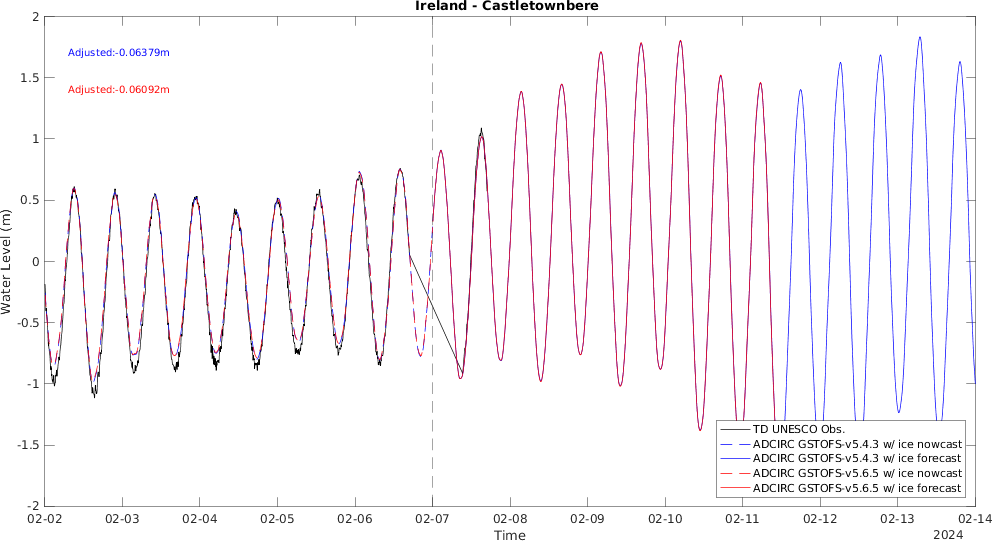 Ireland - Castletownbere
Adjusted:-0.06379m
Adjusted:-0.06092m
Water Level (m)
2
1.5
1
0.5
0
-0.5
-1
-1.5
-2
TD UNESCO Obs.
ADCIRC GSTOFS-v5.4.3 w/ ice nowcast
ADCIRC GSTOFS-v5.4.3 w/ ice forecast
ADCIRC GSTOFS-v5.6.5 w/ ice nowcast
ADCIRC GSTOFS-v5.6.5 w/ ice forecast
02-02 02-03 02-04 02-05 02-06 02-07 02-08 02-09 02-10 02-11 02-12 02-13 02-14
Time
2024